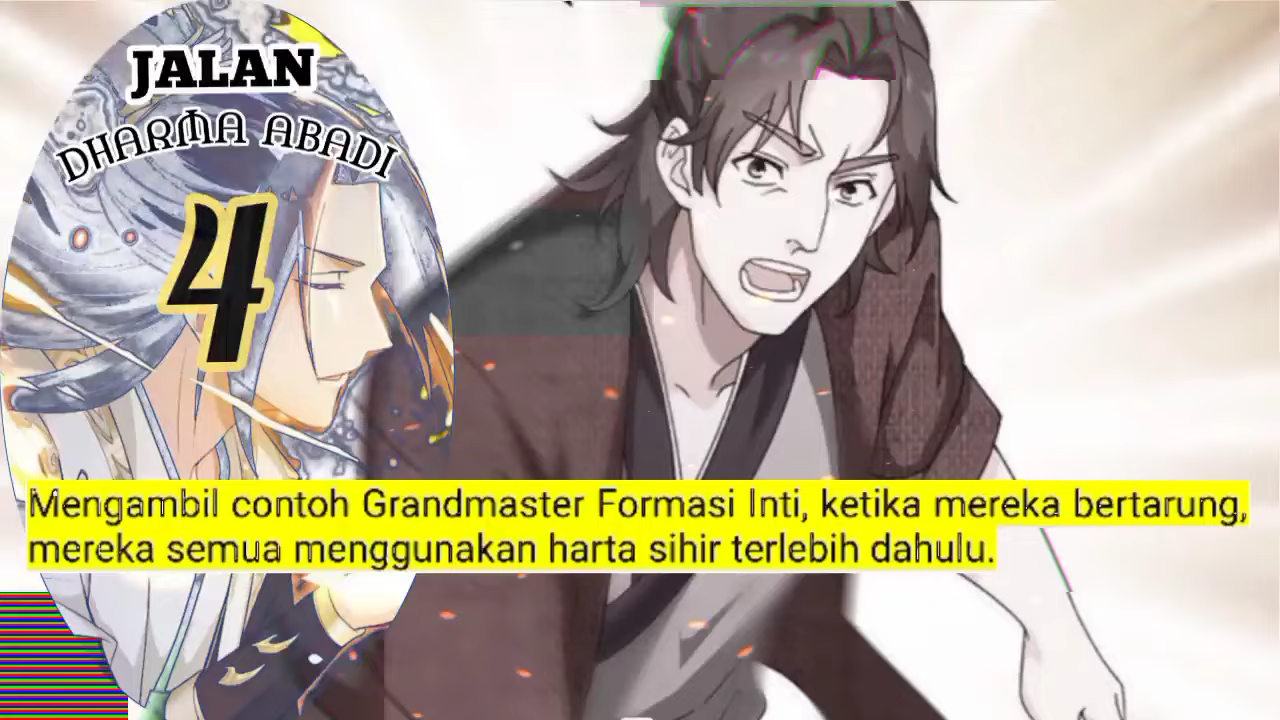 JALAN
DHARMA ABADI
4
Mengambil contoh Grandmaster Formasi Inti, ketika mereka bertarung,
mereka semua menggunakan harta sihir terlebih dahulu.